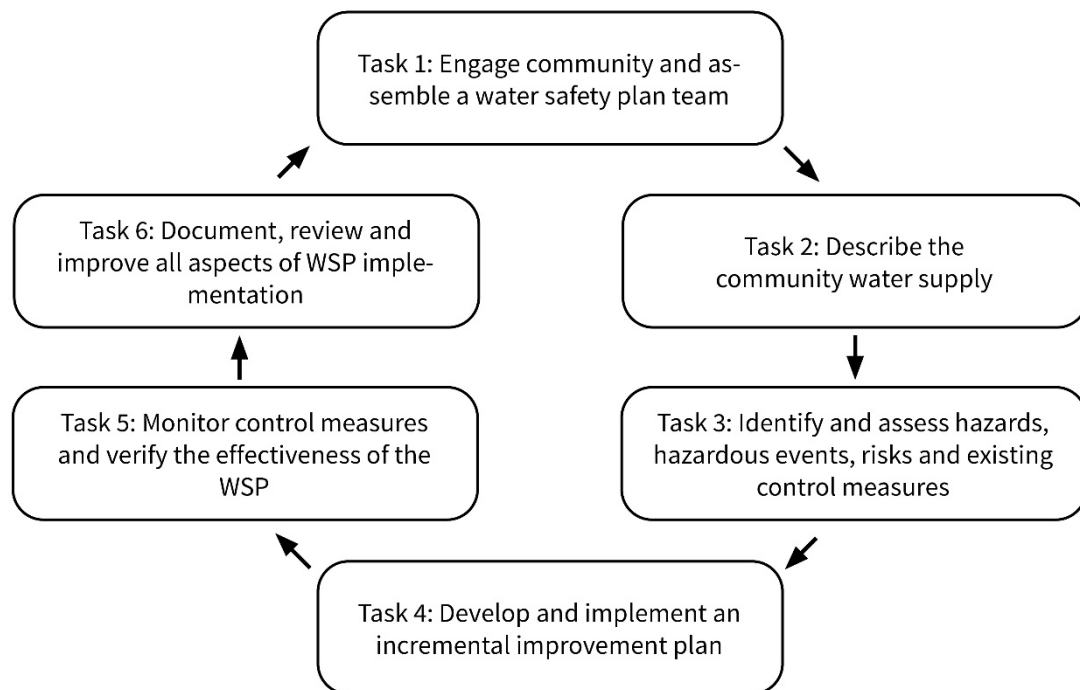 Task 1: Engage community and as-
semble a water safety plan team
Task 2: Describe the
community water supply
Task 3: Identify and assess hazards,
hazardous events, risks and existing
control measures
Task 4: Develop and implement an
incremental improvement plan
Task 5: Monitor control measures
and verify the effectiveness of the
WSP
Task 6: Document, review and
improve all aspects of WSP imple-
mentation